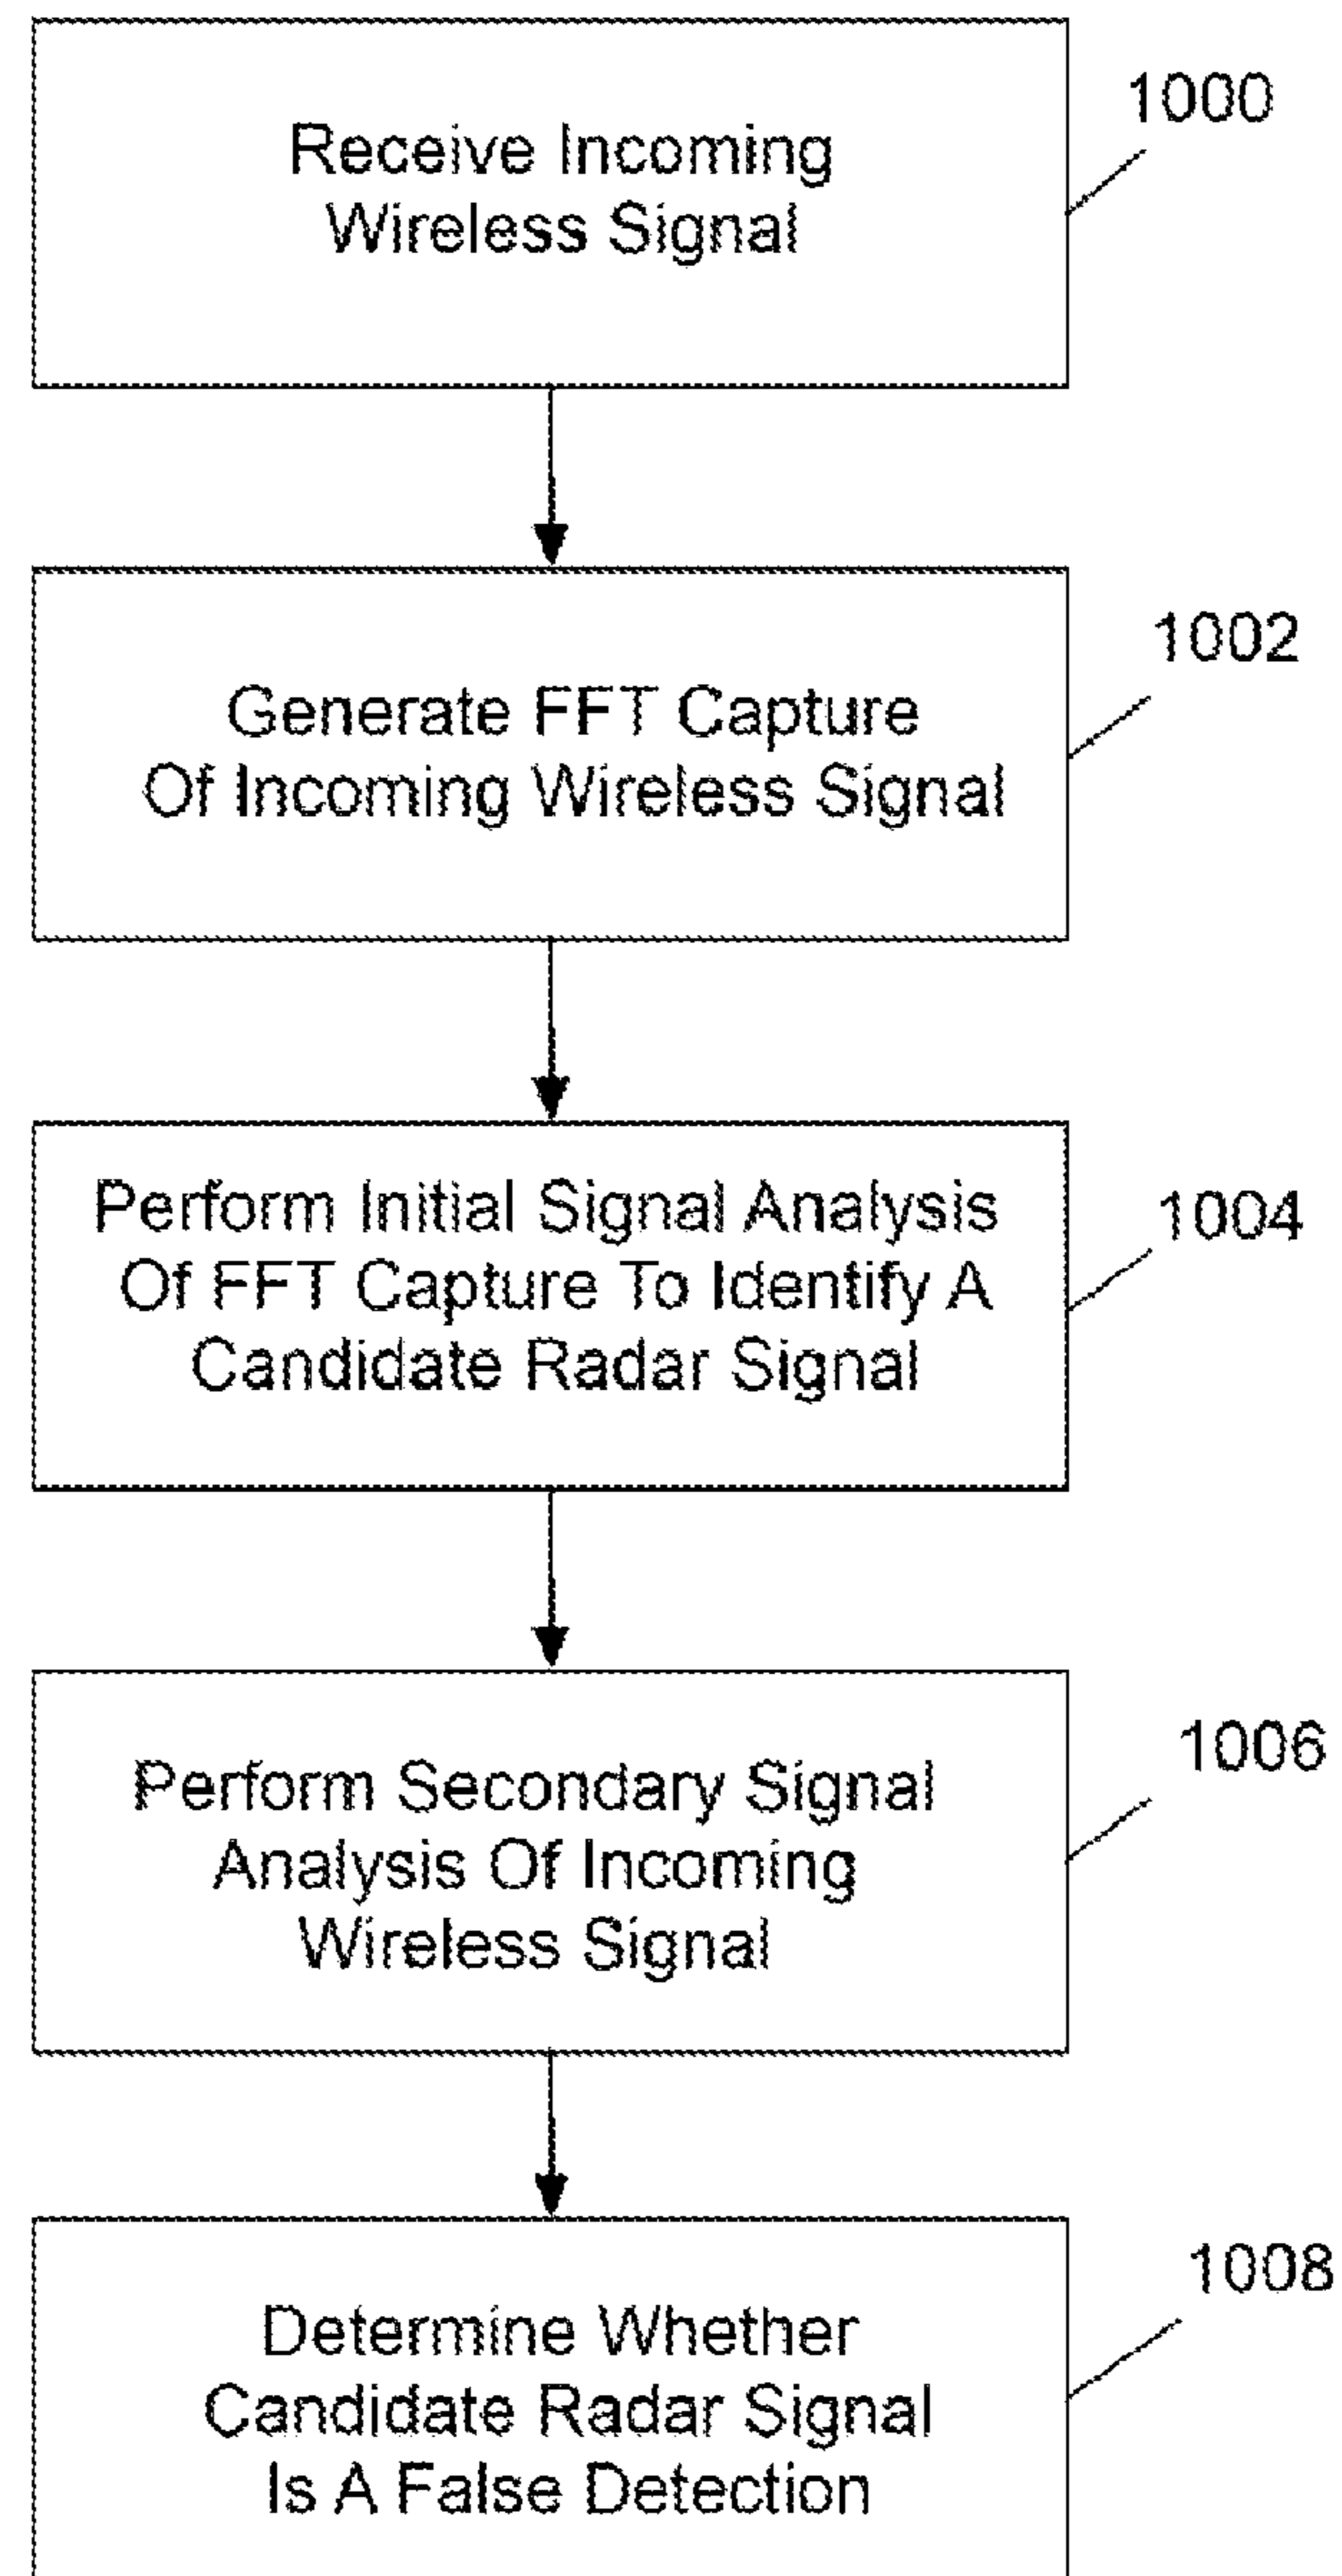 Receive Incoming
Wireless Signal
1000
Generate FFT Capture
Of Incoming Wireless Signal
1002
Perform Initial Signal Analysis
Of FFT Capture To Identify A
Candidate Radar Signal
1004
Perform Secondary Signal
Analysis Of Incoming
Wireless Signal
1006
Determine Whether
Candidate Radar Signal
Is A False Detection
1008